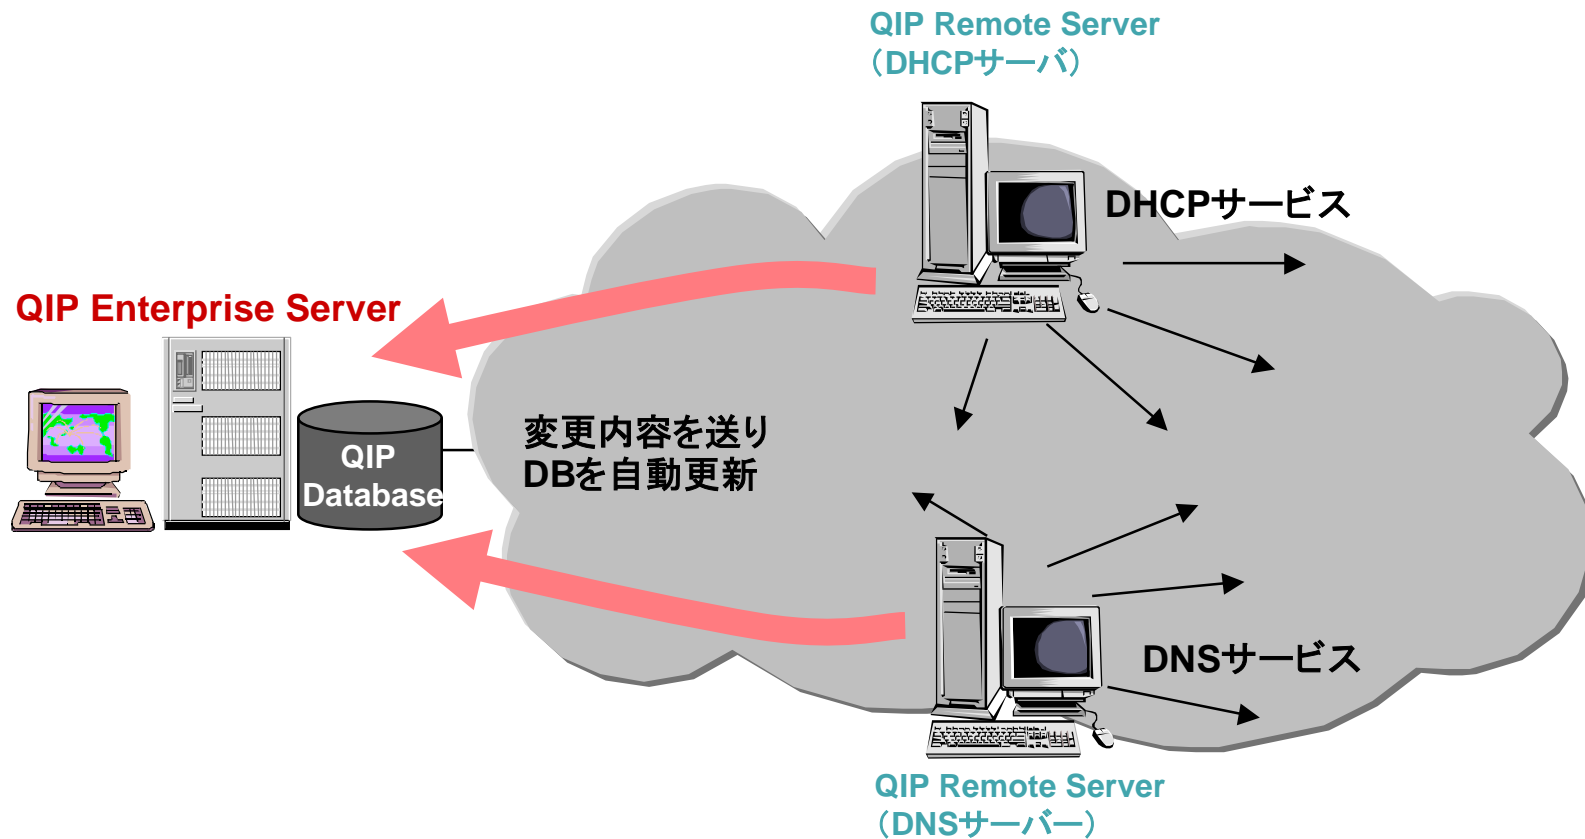 QIP Remote Server
（DHCPサーバ）
DHCPサービス
QIP Enterprise Server
変更内容を送り
DBを自動更新
QIP
Database
DNSサービス
QIP Remote Server
（DNSサーバー）